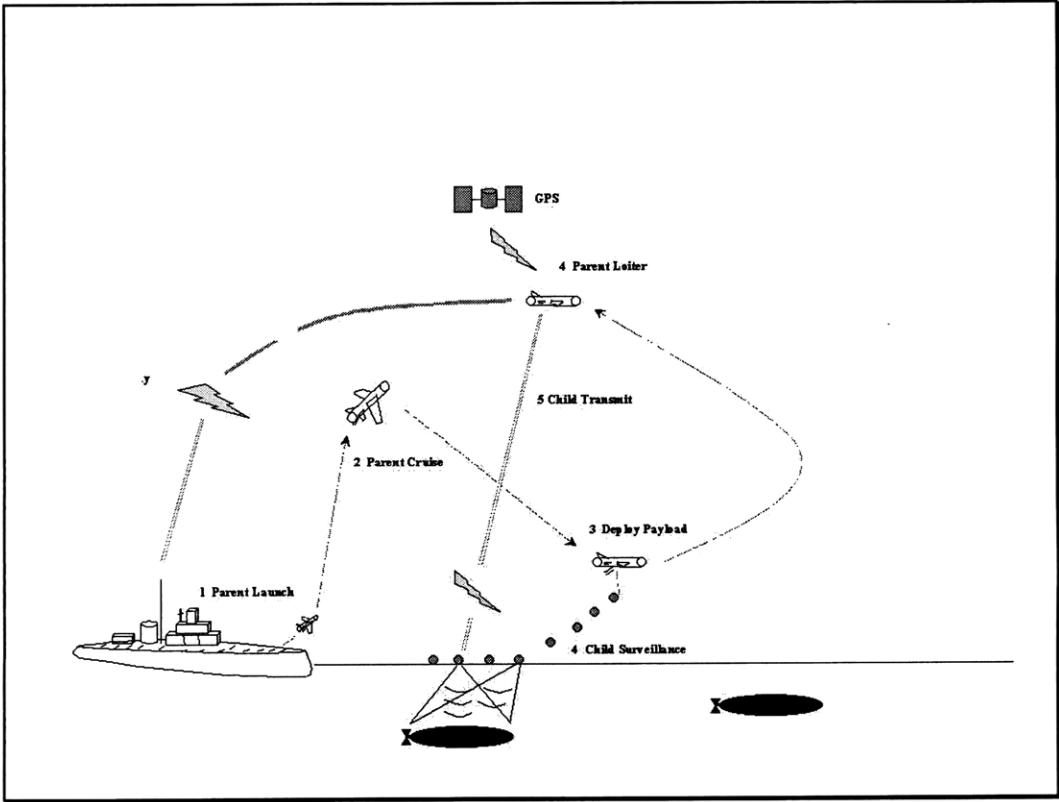 GPS
4 Parent Loiter
.y
5 Child Transmit
2 Parent Cruise
3 Deploy Payload
1 Parent Launch
4 Child Surveillance